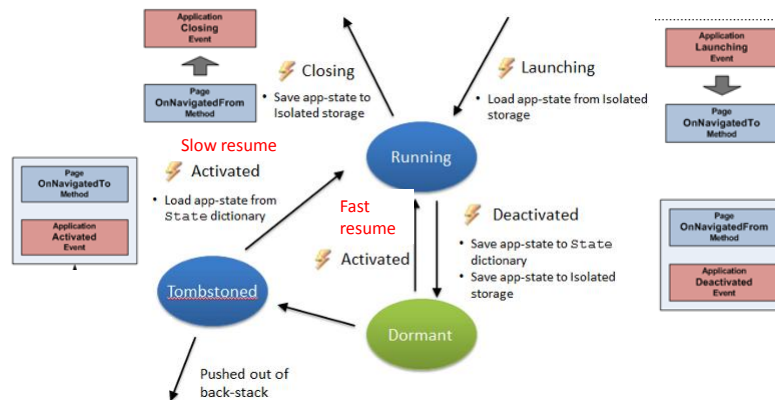 Application
Closing
Event
Page
OnNavigatedFrom
Method
Closing
• Save app-state to
Isolated storage
Launching
• Load app-state from Isolated
storage
Application
Launching
Event
Page
OnNavigatedTo
Method
Slow resume
Activated
• Load app-state from
State dictionary
Page
OnNavigatedTo
Method
Application
Activated
Event
Running
Fast
resume
Activated
Deactivated
• Save app-state to State
dictionary
• Save app-state to Isolated
storage
Page
OnNavigatedFrom
Method
Application
Deactivated
Event
Tombstoned
Dormant
Pushed out of
back-stack